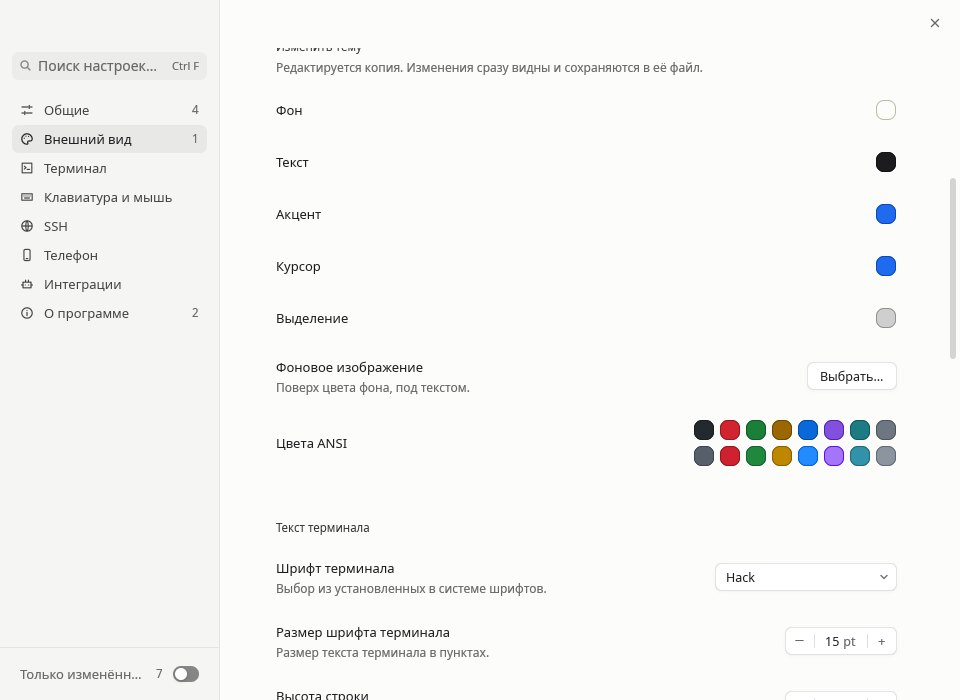 Поиск настроек...
Ctrl F
Общие 4
Внешний вид 1
Терминал
Клавиатура и мышь
SSH
Телефон
Интеграции
О программе 2
Только изменённ... 7
Изменить тему
Редактируется копия. Изменения сразу видны и сохраняются в её файл.
Фон
Текст
Акцент
Курсор
Выделение
Фоновое изображение
Поверх цвета фона, под текстом.
Выбрать...
Цвета ANSI
Текст терминала
Шрифт терминала
Выбор из установленных в системе шрифтов.
Hack
Размер шрифта терминала
Размер текста терминала в пунктах.
− 15 pt +
Высота строки